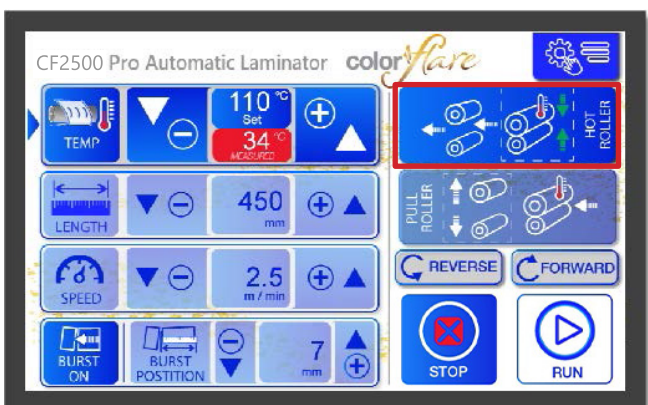 CF2500 Pro Automatic Laminator colorflare
TEMP
110 °C
Set
34 °C
MEASURED
HOT ROLLER
LENGTH
450
mm
PULL ROLLER
SPEED
2.5
m / min
REVERSE
FORWARD
BURST
ON
BURST
POSTITION
7
mm
STOP
RUN